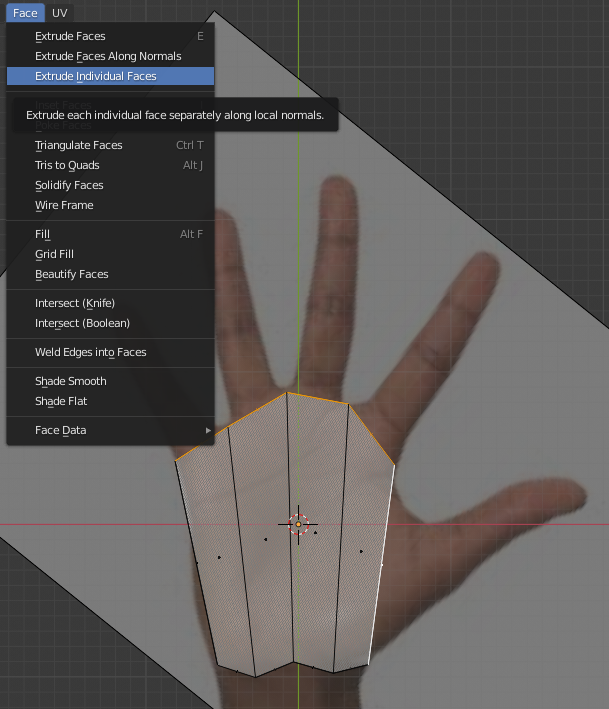 Face UV
Extrude Faces E
Extrude Faces Along Normals
Extrude Individual Faces
Extrude each individual face separately along local normals.
Triangulate Faces Ctrl T
Tris to Quads Alt J
Solidify Faces
Wire Frame
Fill Alt F
Grid Fill
Beautify Faces
Intersect (Knife)
Intersect (Boolean)
Weld Edges into Faces
Shade Smooth
Shade Flat
Face Data